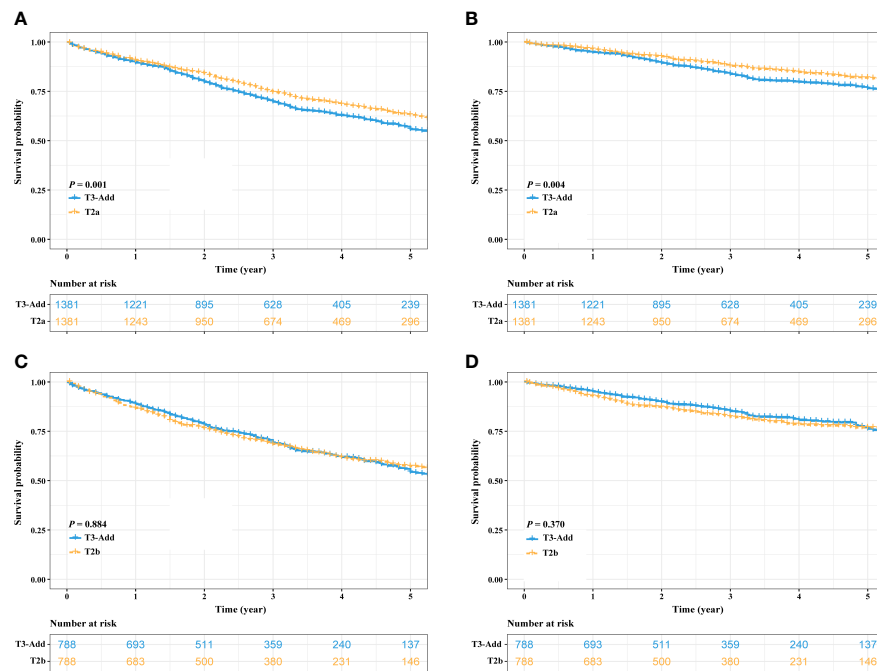 A
1.00
0.75
0.50
0.25
0.00
Survival probability
P = 0.001
T3-Add
T2a
0 1 2 3 4 5
Time (year)
Number at risk
T3-Add 1381 1221 895 628 405 239
T2a 1381 1243 950 674 469 296
B
1.00
0.75
0.50
0.25
0.00
Survival probability
P = 0.004
T3-Add
T2a
0 1 2 3 4 5
Time (year)
Number at risk
T3-Add 1381 1221 895 628 405 239
T2a 1381 1243 950 674 469 296
C
1.00
0.75
0.50
0.25
0.00
Survival probability
P = 0.884
T3-Add
T2b
0 1 2 3 4 5
Time (year)
Number at risk
T3-Add 788 693 511 359 240 137
T2b 788 683 500 380 231 146
D
1.00
0.75
0.50
0.25
0.00
Survival probability
P = 0.370
T3-Add
T2b
0 1 2 3 4 5
Time (year)
Number at risk
T3-Add 788 693 511 359 240 137
T2b 788 683 500 380 231 146